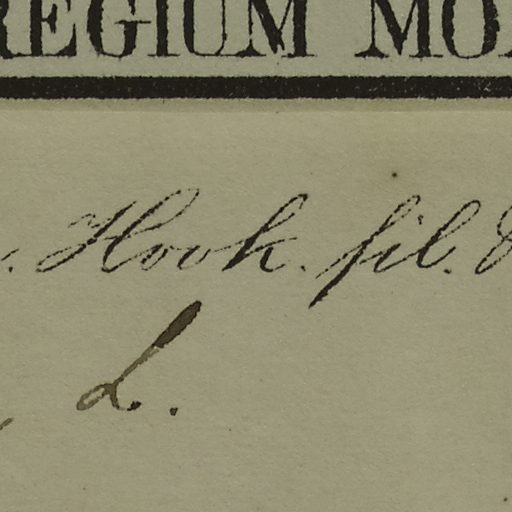 REGIUM MO
Hook. fil. &
L.